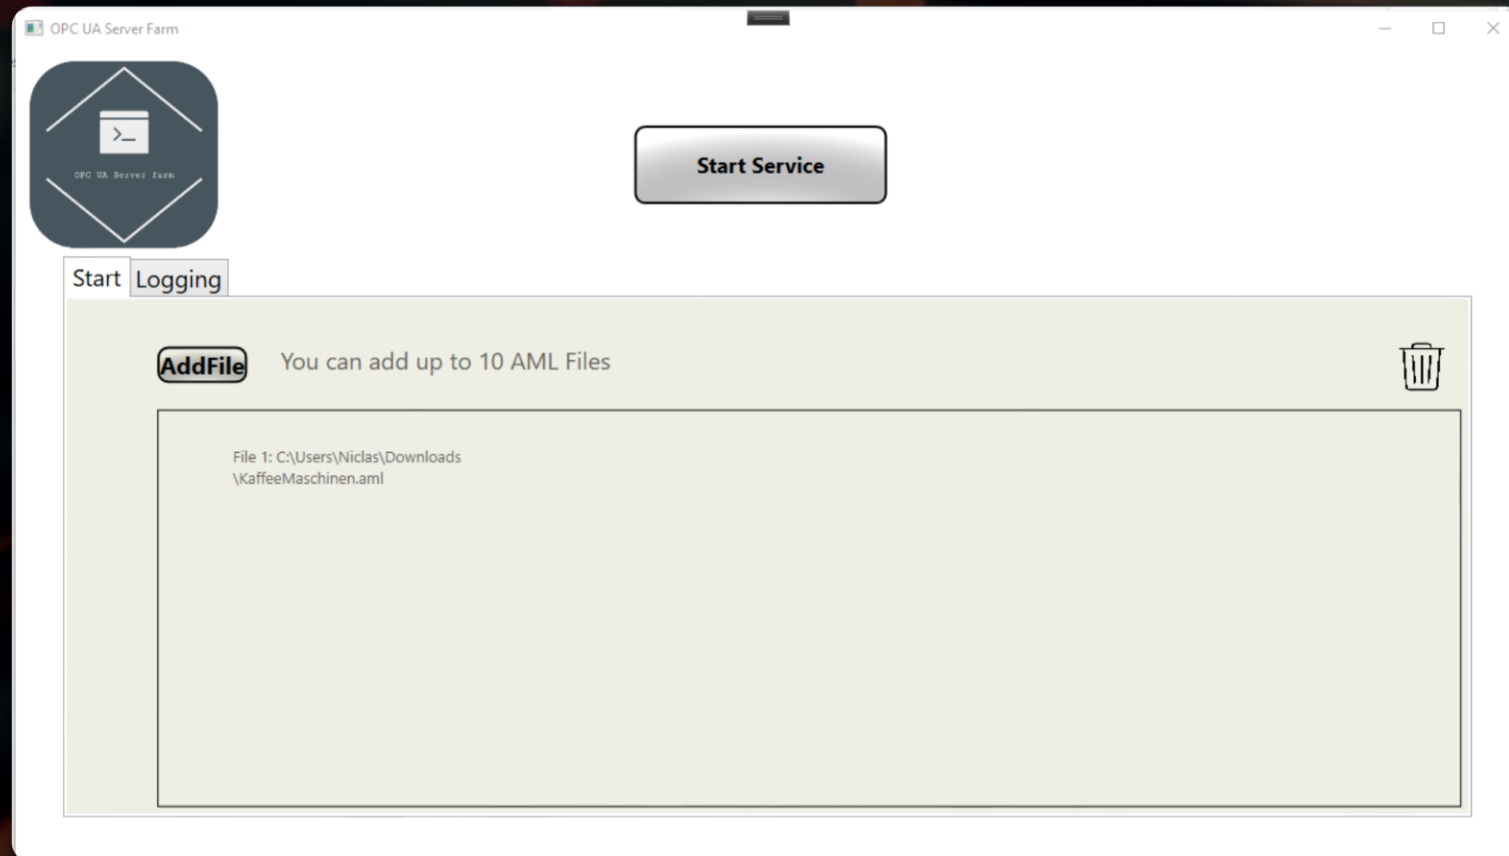 OPC UA Server Farm
>_
OPC UA Server farm
Start Service
Start
Logging
AddFile
You can add up to 10 AML Files
File 1: C:\Users\Niclas\Downloads
\KaffeeMaschinen.aml